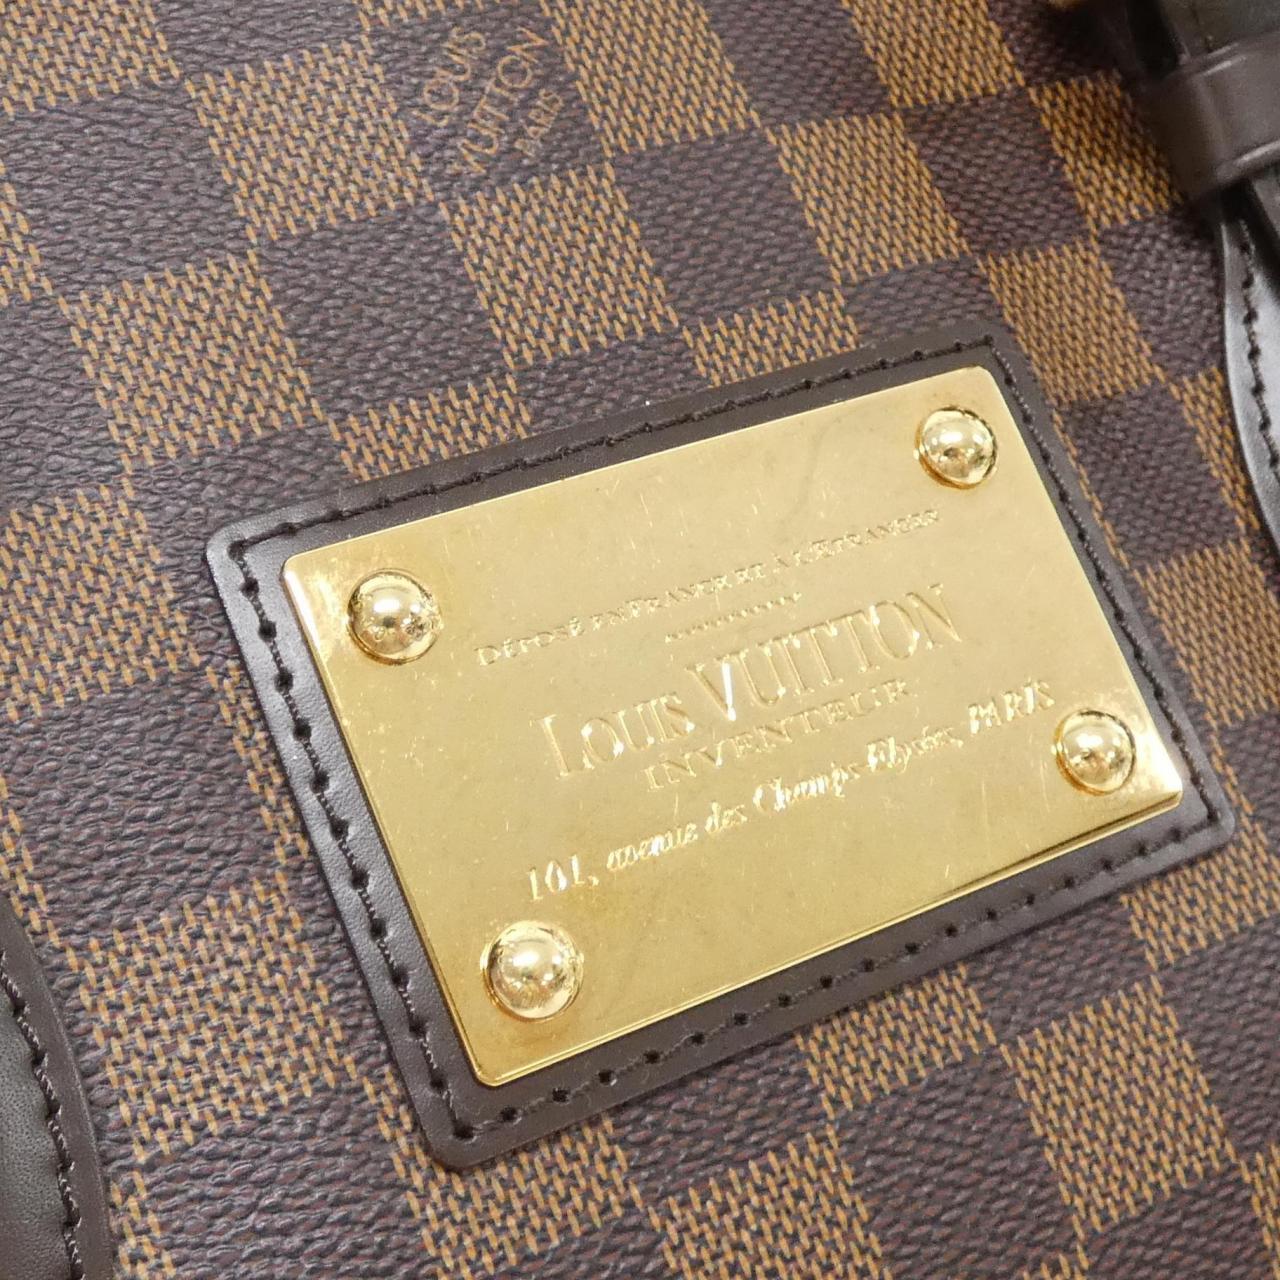 LOUIS
VUITTON
PARIS
DÉPOSÉ EN FRANCE ET À L'ÉTRANGER
LOUIS VUITTON
INVENTEUR
101, avenue des Champs-Elysées, PARIS